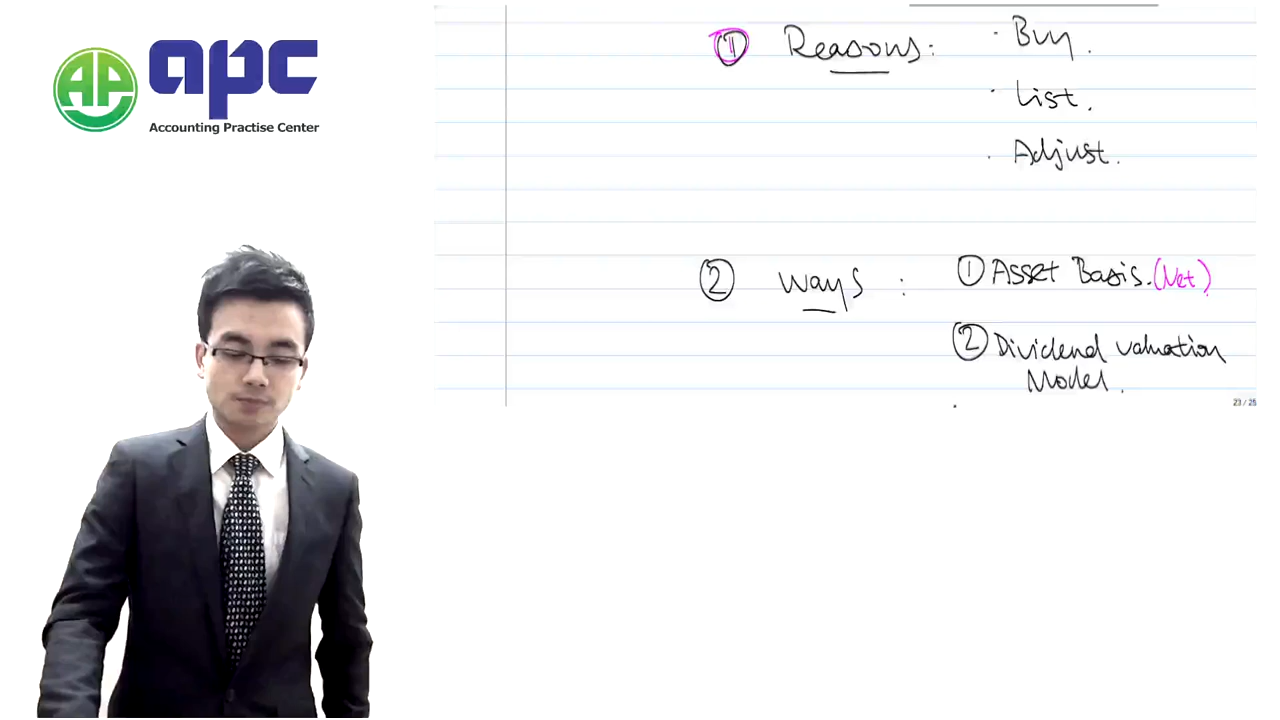 AP
apc
Accounting Practise Center
① Reasons: · Buy.
· List.
· Adjust.
② Ways : ① Asset Basis. (Net)
② Dividend Valuation
Model.
23 / 25